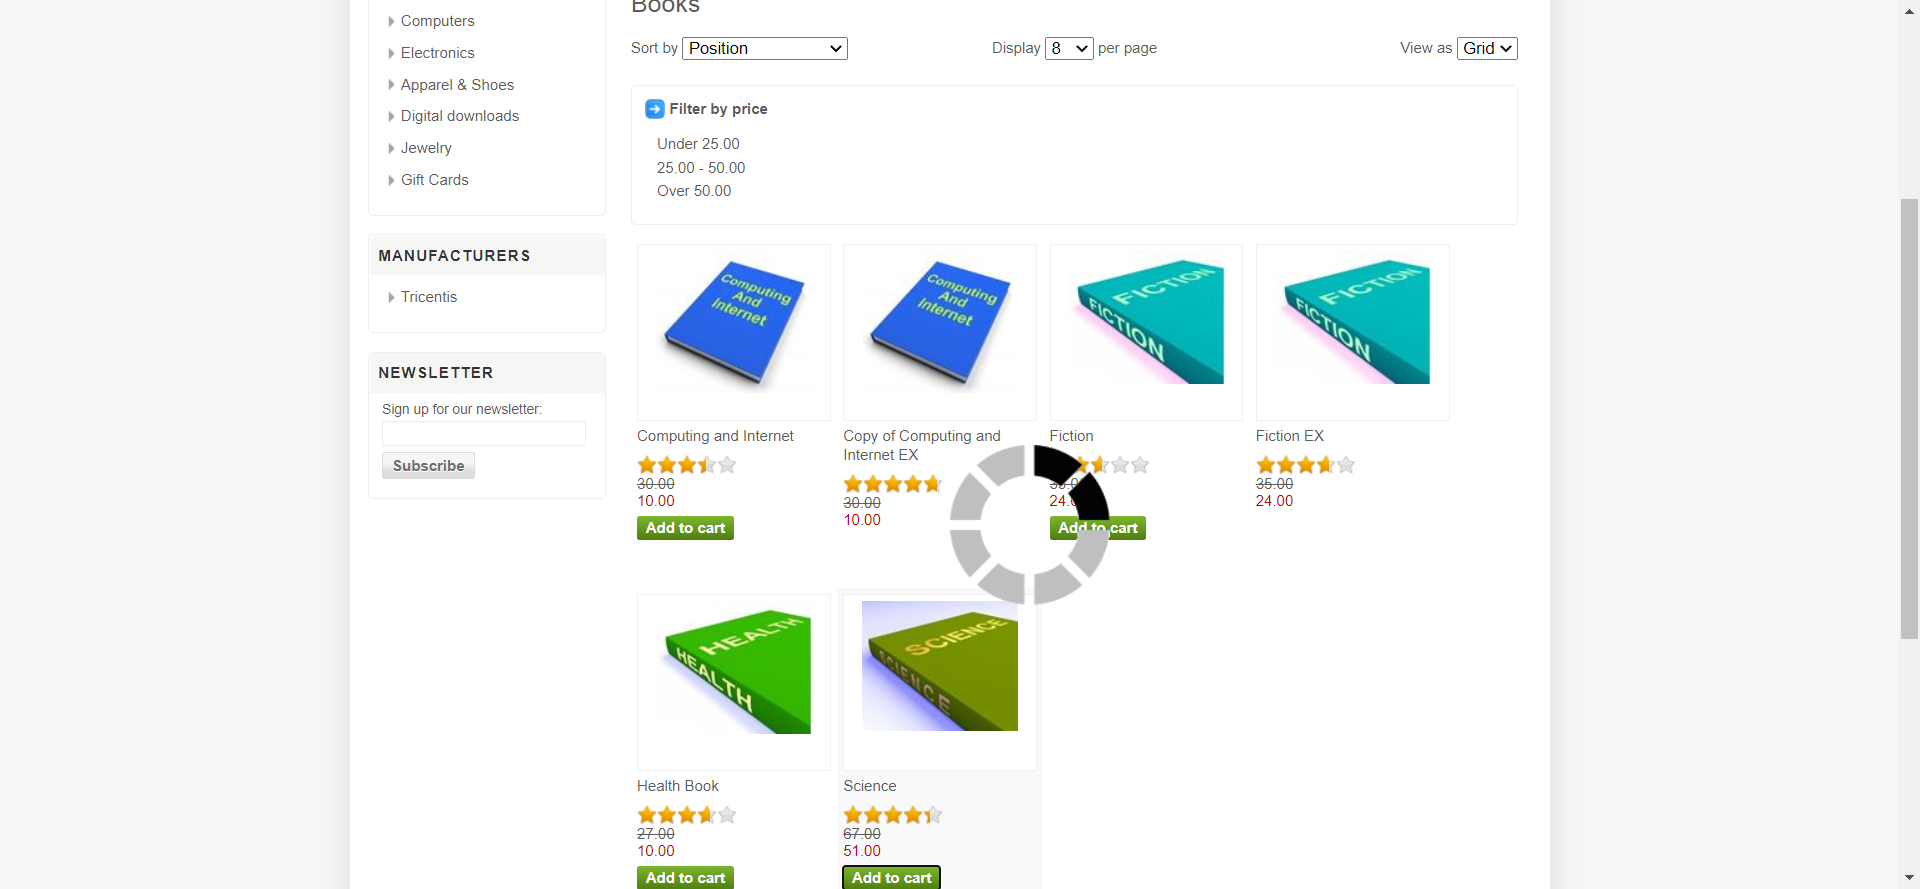 Books
Computers
Electronics
Apparel & Shoes
Digital downloads
Jewelry
Gift Cards
MANUFACTURERS
Tricentis
NEWSLETTER
Sign up for our newsletter:
Subscribe
Sort by Position
Display 8 per page
View as Grid
Filter by price
Under 25.00
25.00 - 50.00
Over 50.00
Computing
And
Internet
Computing and Internet
30.00
10.00
Add to cart
Computing
And
Internet
Copy of Computing and
Internet EX
30.00
10.00
FICTION
FICTION
Fiction
24.0
Add to cart
FICTION
FICTION
Fiction EX
35.00
24.00
HEALTH
HEALTH
Health Book
27.00
10.00
Add to cart
SCIENCE
SCIENCE
Science
67.00
51.00
Add to cart